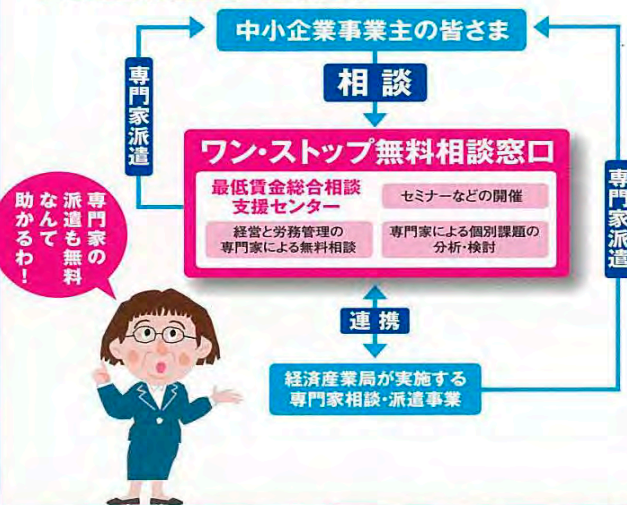 中小企業事業主の皆さま
専門家派遣
相談
ワン・ストップ無料相談窓口
最低賃金総合相談
支援センター
セミナーなどの開催
経営と労務管理の
専門家による無料相談
専門家による個別課題の
分析・検討
専門家派遣
専門家の
派遣も無料
なんて
助かるわ!
連携
経済産業局が実施する
専門家相談・派遣事業